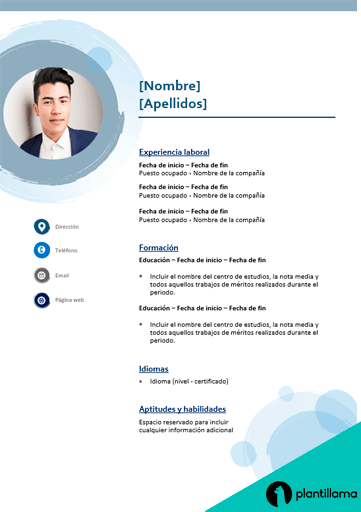 [Nombre]
[Apellidos]
Experiencia laboral
Fecha de inicio – Fecha de fin
Puesto ocupado • Nombre de la compañía
Fecha de inicio – Fecha de fin
Puesto ocupado • Nombre de la compañía
Fecha de inicio – Fecha de fin
Puesto ocupado • Nombre de la compañía
Dirección
Teléfono
Email
Página web
Formación
Educación – Fecha de inicio – Fecha de fin
▪ Incluir el nombre del centro de estudios, la nota media y
todos aquellos trabajos de méritos realizados durante el
periodo.
Educación – Fecha de inicio – Fecha de fin
▪ Incluir el nombre del centro de estudios, la nota media y
todos aquellos trabajos de méritos realizados durante el
periodo.
Idiomas
▪ Idioma (nivel - certificado)
Aptitudes y habilidades
Espacio reservado para incluir
cualquier información adicional
plantillama